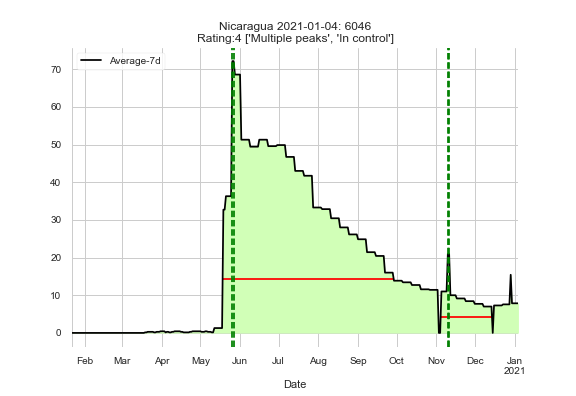 Nicaragua 2021-01-04: 6046
Rating:4 ['Multiple peaks', 'In control']
Average-7d
70
60
50
40
30
20
10
0
Feb Mar Apr May Jun Jul Aug Sep Oct Nov Dec Jan
2021
Date